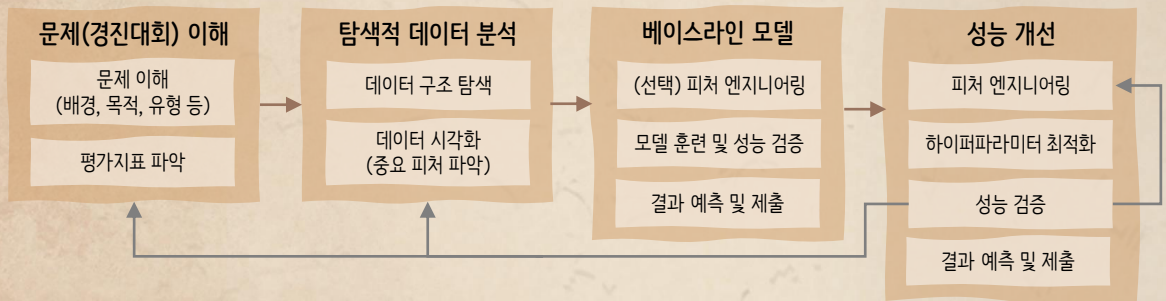 문제(경진대회) 이해
문제 이해
(배경, 목적, 유형 등)
평가지표 파악
탐색적 데이터 분석
데이터 구조 탐색
데이터 시각화
(중요 피처 파악)
베이스라인 모델
(선택) 피처 엔지니어링
모델 훈련 및 성능 검증
결과 예측 및 제출
성능 개선
피처 엔지니어링
하이퍼파라미터 최적화
성능 검증
결과 예측 및 제출